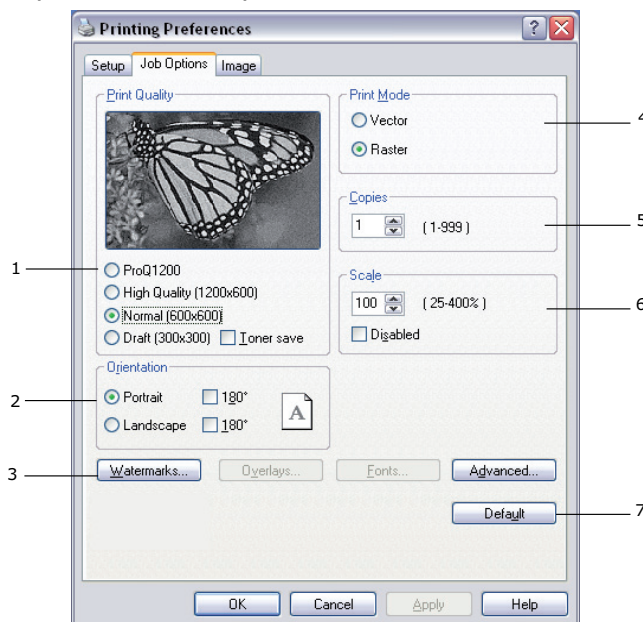 Printing Preferences
Setup Job Options Image
Print Quality
ProQ1200
High Quality (1200x600)
Normal (600x600)
Draft (300x300) Toner save
Orientation
Portrait 180°
Landscape 180°
A
Print Mode
Vector
Raster
Copies
1 (1-999)
Scale
100 (25-400%)
Disabled
Watermarks... Overlays... Fonts... Advanced...
Default
OK Cancel Apply Help
1
2
3
4
5
6
7